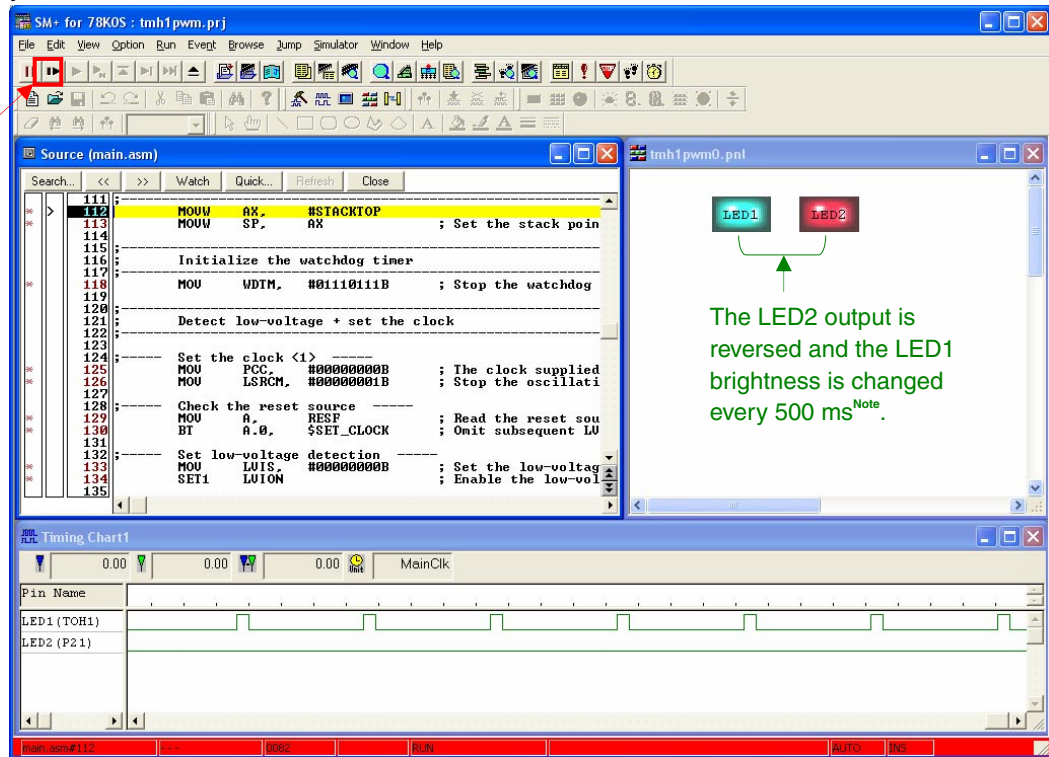 SM+ for 78K0S : tmh1pwm.prj
File Edit View Option Run Event Browse Jump Simulator Window Help
Source (main.asm)
Search... << >> Watch Quick... Refresh Close
111 ;----------------------------------------------------------------
112 MOVW AX, #STACKTOP
113 MOVW SP, AX ; Set the stack poin
114
115 ;----------------------------------------------------------------
116 ; Initialize the watchdog timer
117 ;----------------------------------------------------------------
118 MOV WDTM, #01110111B ; Stop the watchdog
119
120 ;----------------------------------------------------------------
121 ; Detect low-voltage + set the clock
122 ;----------------------------------------------------------------
123
124 ;----- Set the clock <1> -----
125 MOV PCC, #00000000B ; The clock supplied
126 MOV LSRCM, #00000001B ; Stop the oscillati
127
128 ;----- Check the reset source -----
129 MOV A, RESF ; Read the reset sou
130 BT A.0, $SET_CLOCK ; Omit subsequent LV
131
132 ;----- Set low-voltage detection -----
133 MOV LVIS, #00000000B ; Set the low-voltag
134 SET1 LVION ; Enable the low-vol
135
tmh1pwm0.pnl
LED1 LED2
The LED2 output is
reversed and the LED1
brightness is changed
every 500 ms Note.
Timing Chart1
0.00 0.00 0.00 Unit MainClk
Pin Name
LED1(TOH1)
LED2(P21)
main.asm#112 --- 0082 RUN AUTO INS